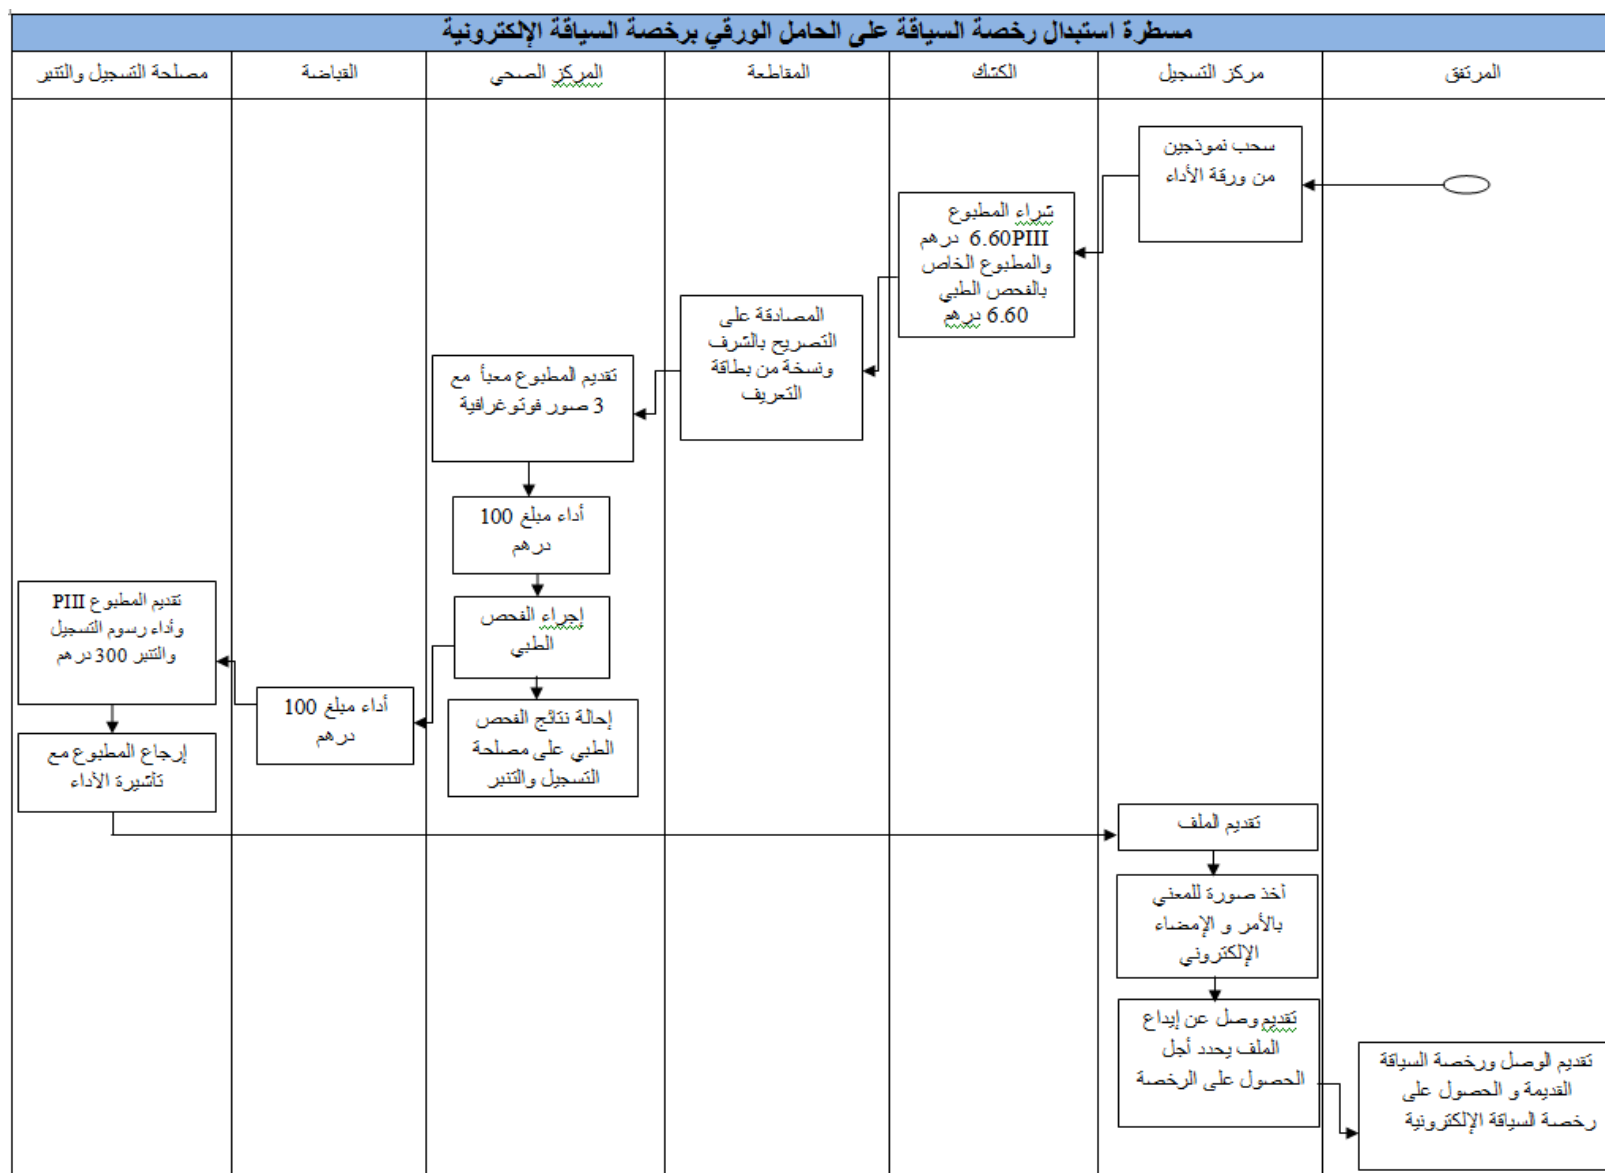 مسطرة استبدال رخصة السياقة على الحامل الورقي برخصة السياقة الإلكترونية
المرتفق
مركز التسجيل
الكشك
المقاطعة
المركز الصحي
القباضة
مصلحة التسجيل والتنبر
سحب نموذجين
من ورقة الأداء
شراء المطبوع
6.60PIII درهم
والمطبوع الخاص
بالفحص الطبي
6.60 درهم
المصادقة على
التصريح بالشرف
ونسخة من بطاقة
التعريف
تقديم المطبوع معبأ مع
3 صور فوتوغرافية
أداء مبلغ 100
درهم
إجراء الفحص
الطبي
إحالة نتائج الفحص
الطبي على مصلحة
التسجيل والتنبر
أداء مبلغ 100
درهم
تقديم المطبوع PIII
وأداء رسوم التسجيل
والتنبر 300 درهم
إرجاع المطبوع مع
تأشيرة الأداء
تقديم الملف
أخذ صورة للمعني
بالأمر و الإمضاء
الإلكتروني
تقديم وصل عن إيداع
الملف يحدد أجل
الحصول على الرخصة
تقديم الوصل ورخصة السياقة
القديمة و الحصول على
رخصة السياقة الإلكترونية